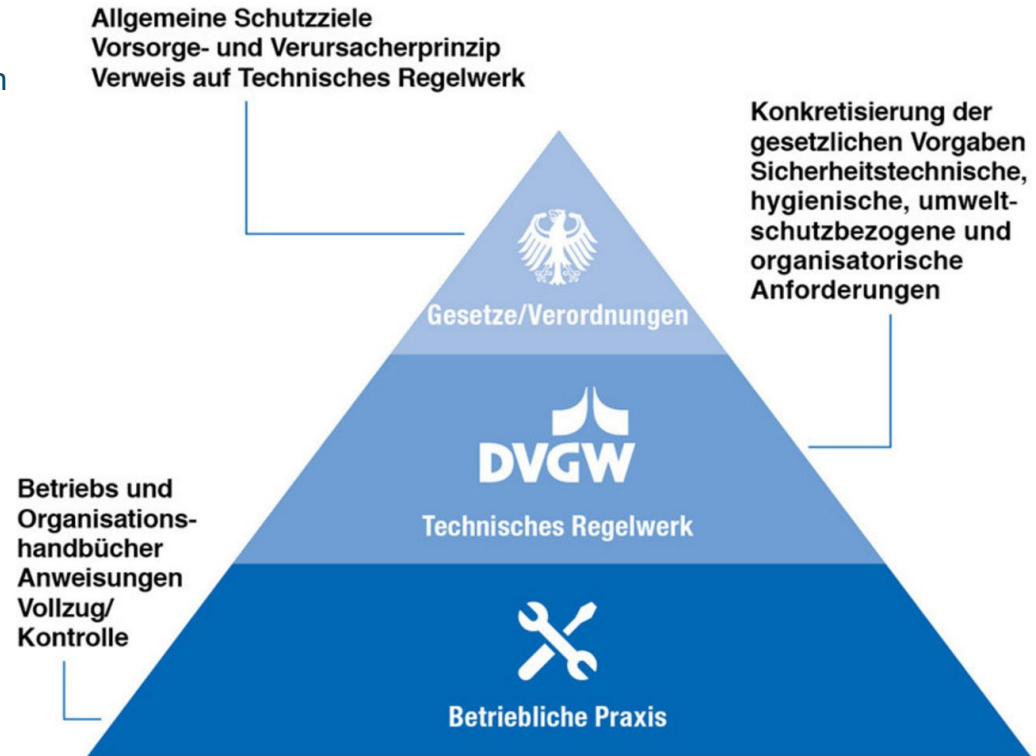 Allgemeine Schutzziele
Vorsorge- und Verursacherprinzip
Verweis auf Technisches Regelwerk
n
Konkretisierung der
gesetzlichen Vorgaben
Sicherheitstechnische,
hygienische, umwelt-
schutzbezogene und
organisatorische
Anforderungen
Gesetze/Verordnungen
DVGW
Technisches Regelwerk
Betriebs und
Organisations-
handbücher
Anweisungen
Vollzug/
Kontrolle
Betriebliche Praxis